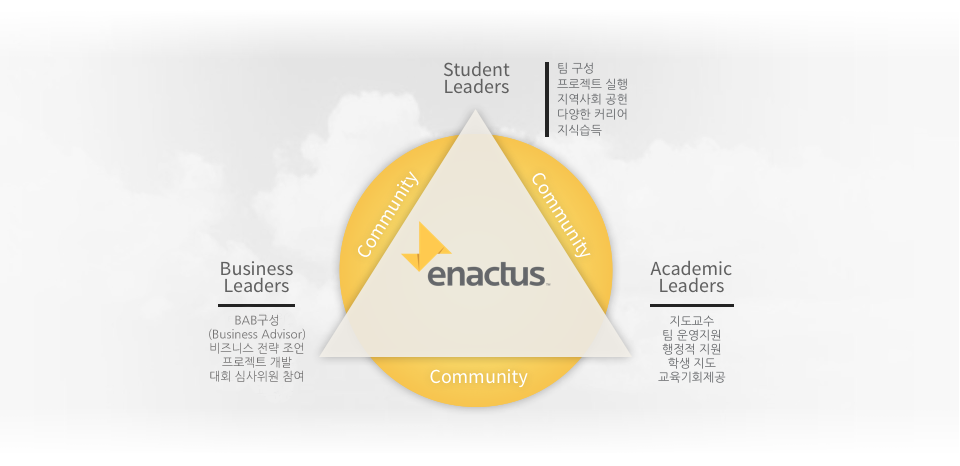 Student
Leaders
팀 구성
프로젝트 실행
지역사회 공헌
다양한 커리어
지식습득
Community
Community
enactus™
Business
Leaders
BAB구성
(Business Advisor)
비즈니스 전략 조언
프로젝트 개발
대회 심사위원 참여
Academic
Leaders
지도교수
팀 운영지원
행정적 지원
학생 지도
교육기회제공
Community